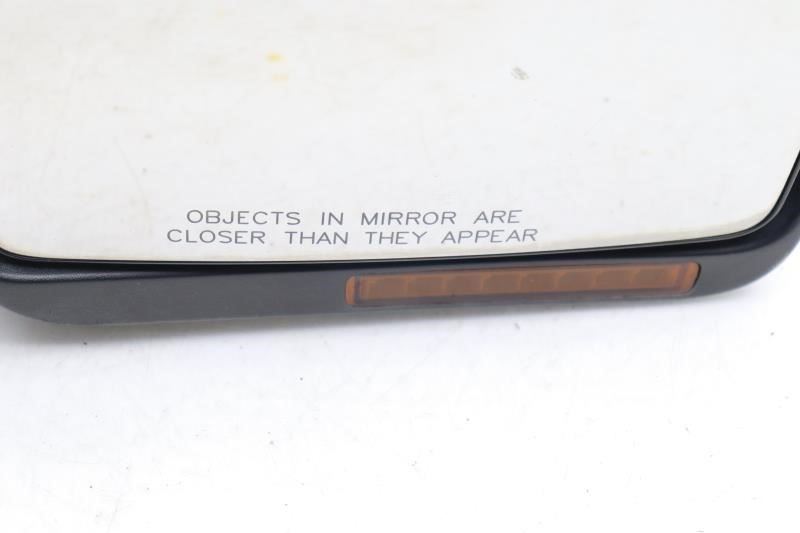 OBJECTS IN MIRROR ARE
CLOSER THAN THEY APPEAR